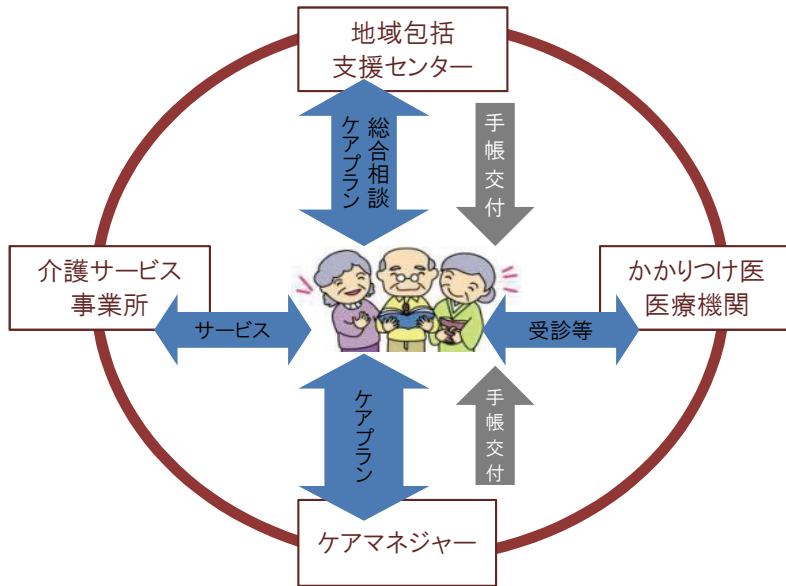 地域包括
支援センター
総合相談
ケアプラン
手帳交付
介護サービス
事業所
かかりつけ医
医療機関
サービス
受診等
ケアプラン
手帳交付
ケアマネジャー